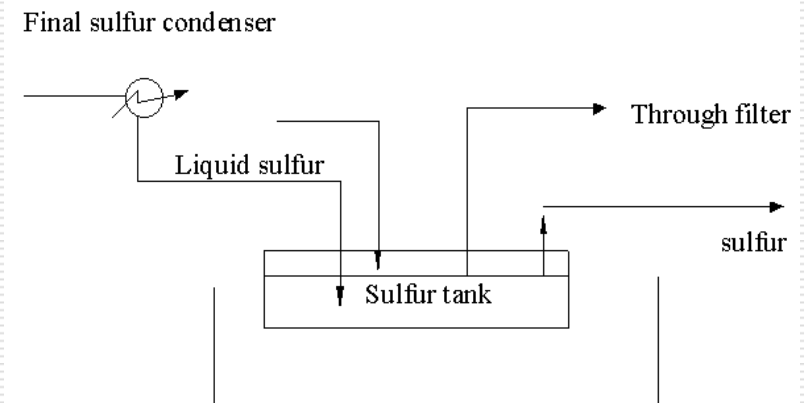 Final sulfur condenser
Through filter
Liquid sulfur
sulfur
Sulfur tank